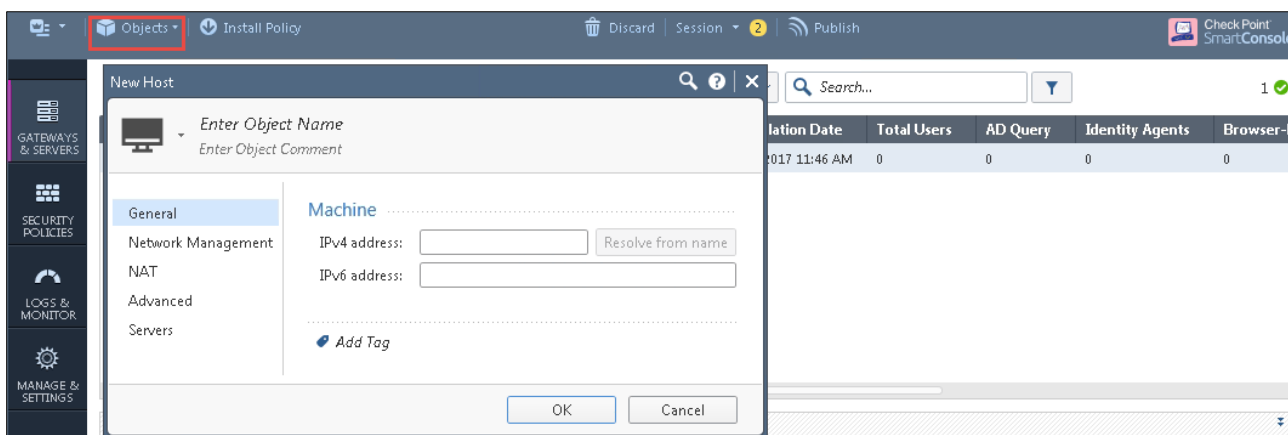 Objects
Install Policy
Discard
Session
2
Publish
Check Point
SmartConsole
New Host
Search...
1
GATEWAYS
& SERVERS
Enter Object Name
Enter Object Comment
lation Date
Total Users
AD Query
Identity Agents
Browser-
2017 11:46 AM
0
0
0
0
SECURITY
POLICIES
LOGS &
MONITOR
MANAGE &
SETTINGS
General
Network Management
NAT
Advanced
Servers
Machine
IPv4 address:
Resolve from name
IPv6 address:
Add Tag
OK
Cancel